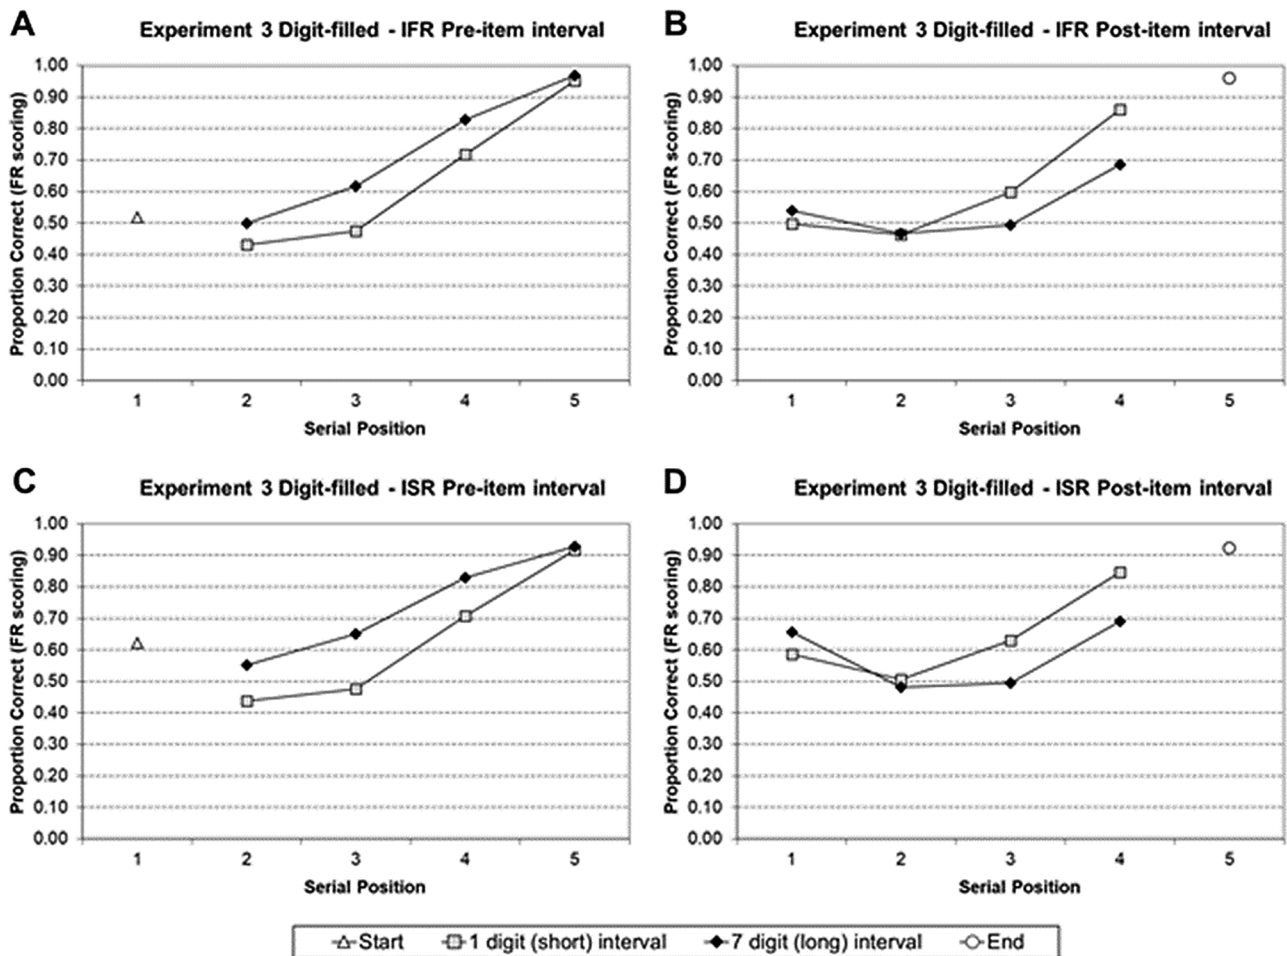 A
Experiment 3 Digit-filled - IFR Pre-item interval
Proportion Correct (FR scoring)
1.00
0.90
0.80
0.70
0.60
0.50
0.40
0.30
0.20
0.10
0.00
1 2 3 4 5
Serial Position
B
Experiment 3 Digit-filled - IFR Post-item interval
Proportion Correct (FR scoring)
1.00
0.90
0.80
0.70
0.60
0.50
0.40
0.30
0.20
0.10
0.00
1 2 3 4 5
Serial Position
C
Experiment 3 Digit-filled - ISR Pre-item interval
Proportion Correct (FR scoring)
1.00
0.90
0.80
0.70
0.60
0.50
0.40
0.30
0.20
0.10
0.00
1 2 3 4 5
Serial Position
D
Experiment 3 Digit-filled - ISR Post-item interval
Proportion Correct (FR scoring)
1.00
0.90
0.80
0.70
0.60
0.50
0.40
0.30
0.20
0.10
0.00
1 2 3 4 5
Serial Position
Start 1 digit (short) interval 7 digit (long) interval End